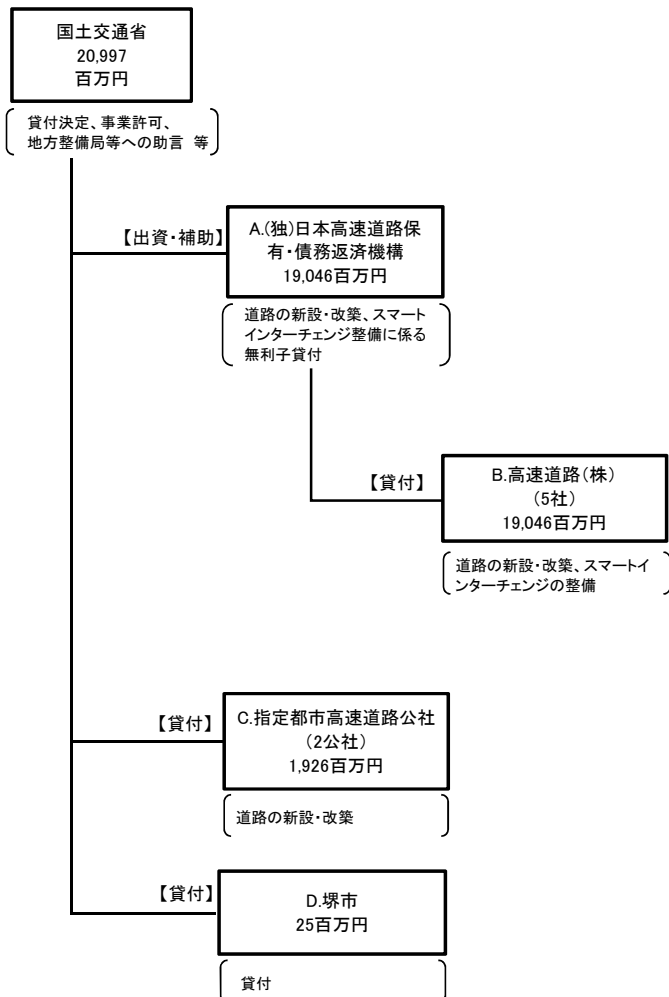 国土交通省
20,997
百万円
貸付決定、事業許可、
地方整備局等への助言 等
【出資・補助】
A.(独)日本高速道路保
有・債務返済機構
19,046百万円
道路の新設・改築、スマート
インターチェンジ整備に係る
無利子貸付
【貸付】
B.高速道路(株)
(5社)
19,046百万円
道路の新設・改築、スマートイ
ンターチェンジの整備
【貸付】
C.指定都市高速道路公社
(2公社)
1,926百万円
道路の新設・改築
【貸付】
D.堺市
25百万円
貸付